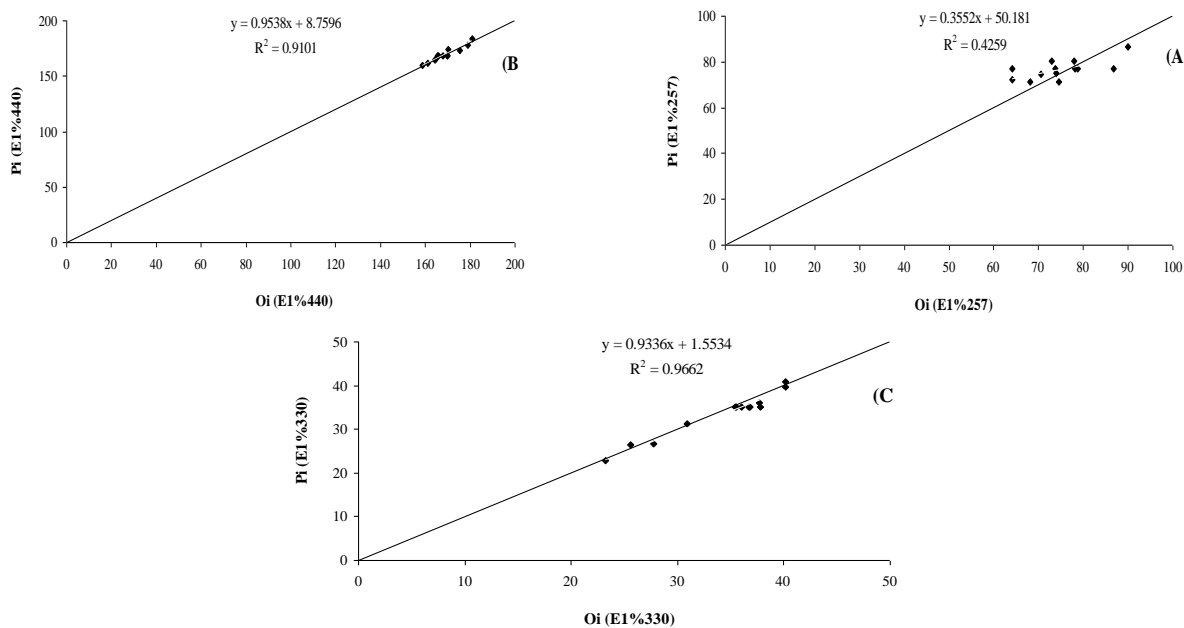 y = 0.9538x + 8.7596
R² = 0.9101
(B
Pi (E1%440)
200
150
100
50
0
0 20 40 60 80 100 120 140 160 180 200
Oi (E1%440)
y = 0.3552x + 50.181
R² = 0.4259
(A
Pi (E1%257)
100
80
60
40
20
0
0 10 20 30 40 50 60 70 80 90 100
Oi (E1%257)
y = 0.9336x + 1.5534
R² = 0.9662
(C
Pi (E1%330)
50
40
30
20
10
0
0 10 20 30 40 50
Oi (E1%330)